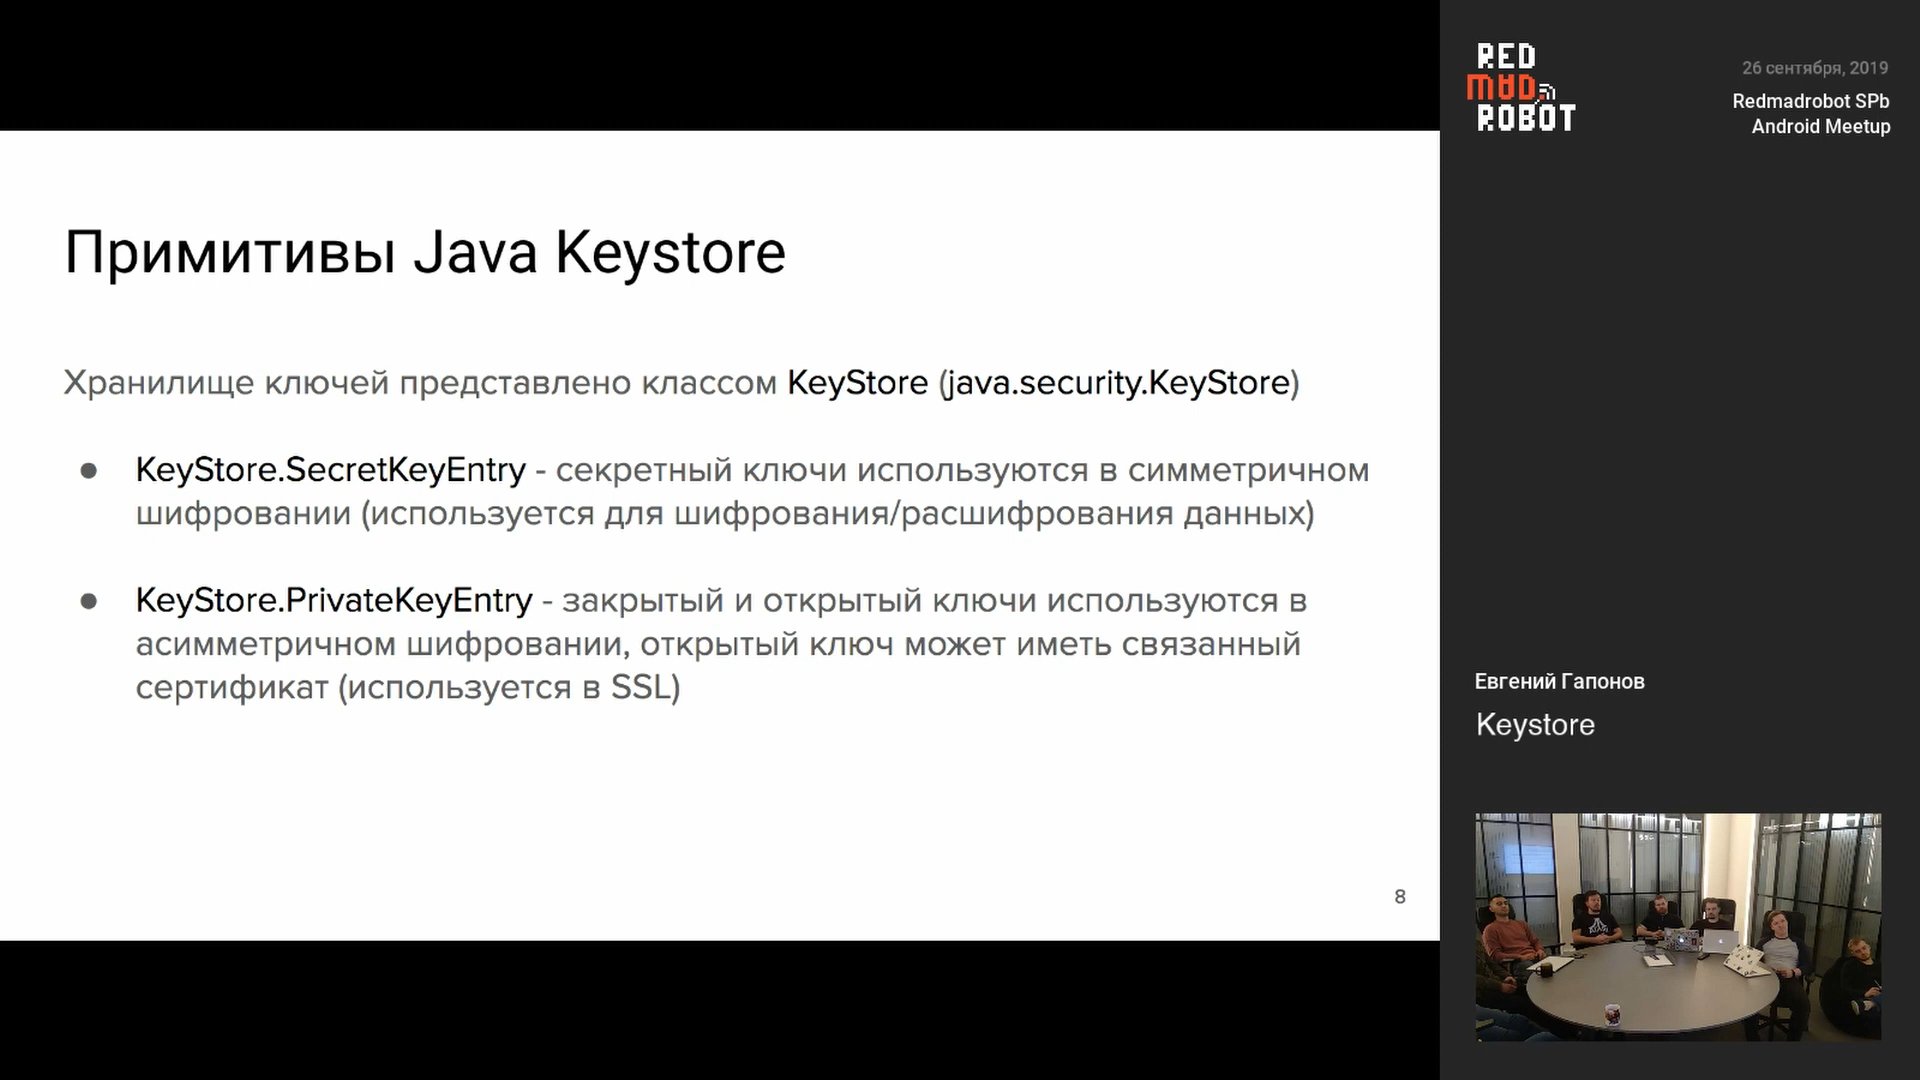 Примитивы Java Keystore
Хранилище ключей представлено классом KeyStore (java.security.KeyStore)
● KeyStore.SecretKeyEntry - секретный ключи используются в симметричном
шифровании (используется для шифрования/расшифрования данных)
● KeyStore.PrivateKeyEntry - закрытый и открытый ключи используются в
асимметричном шифровании, открытый ключ может иметь связанный
сертификат (используется в SSL)
8
RED
MAD
ROBOT
26 сентября, 2019
Redmadrobot SPb
Android Meetup
Евгений Гапонов
Keystore